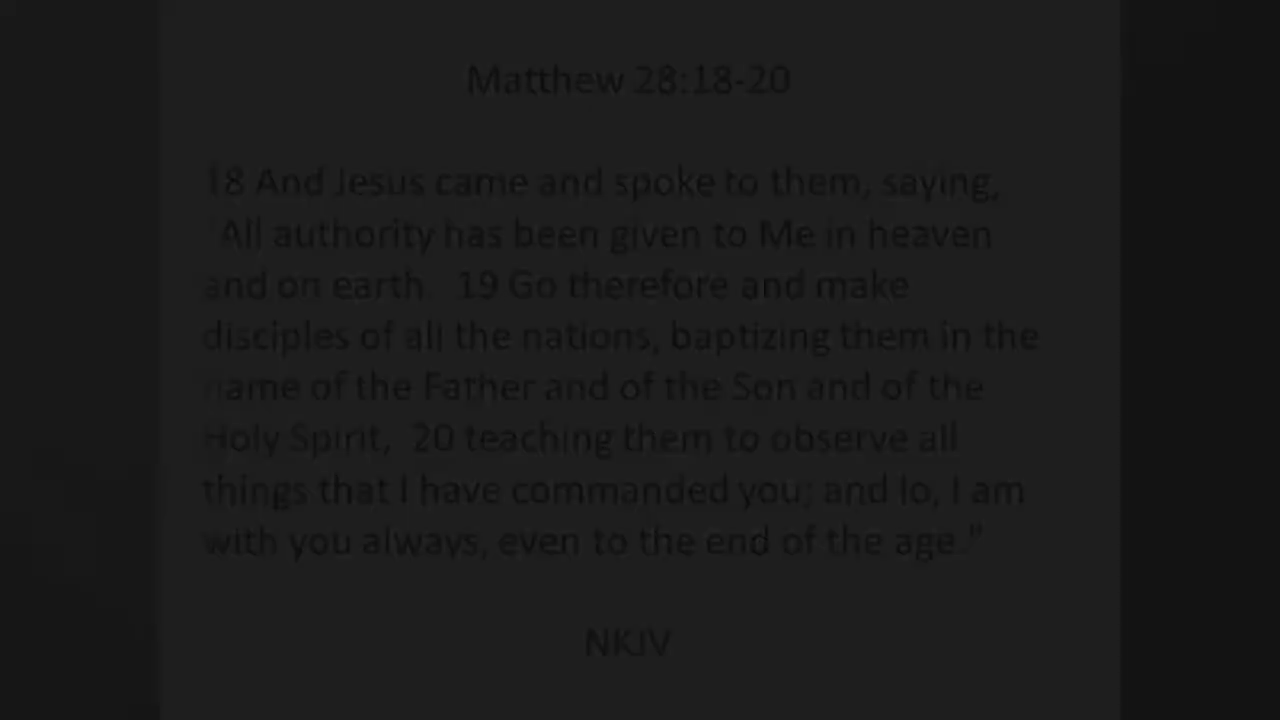 Matthew 28:18-20
18 And Jesus came and spoke to them, saying,
"All authority has been given to Me in heaven
and on earth. 19 Go therefore and make
disciples of all the nations, baptizing them in the
name of the Father and of the Son and of the
Holy Spirit, 20 teaching them to observe all
things that I have commanded you; and lo, I am
with you always, even to the end of the age."
NKJV